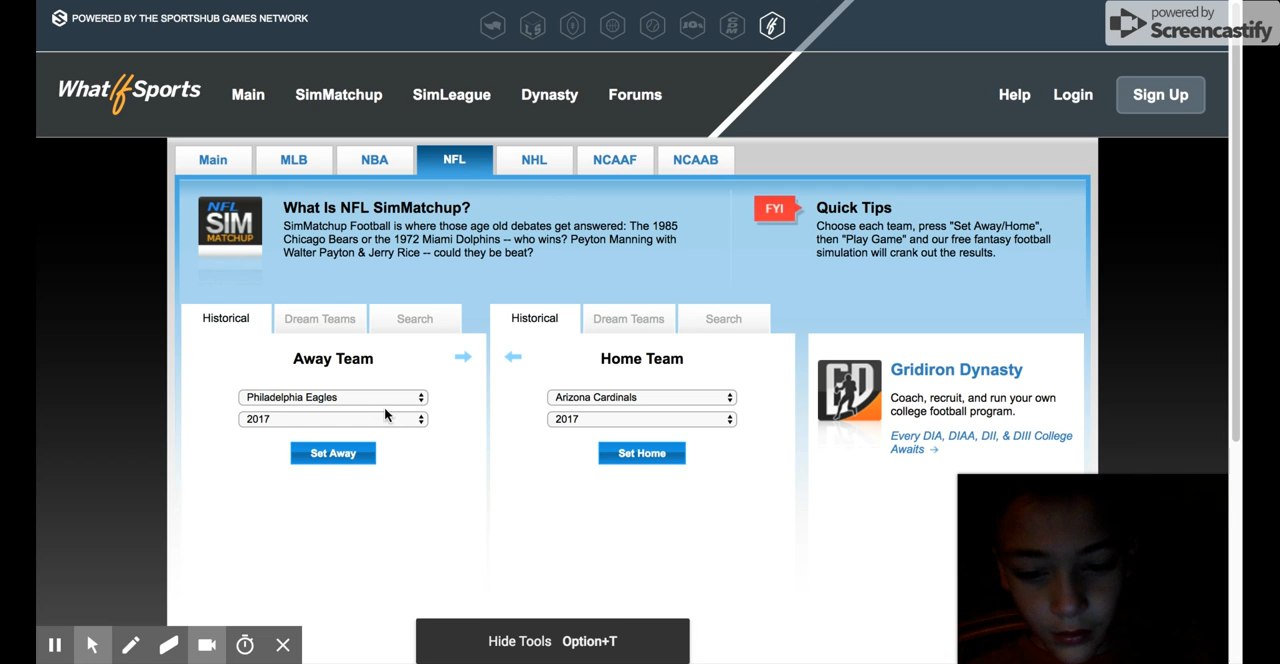 POWERED BY THE SPORTSHUB GAMES NETWORK
powered by
Screencastify
What If Sports
Main
SimMatchup
SimLeague
Dynasty
Forums
Help
Login
Sign Up
Main
MLB
NBA
NFL
NHL
NCAAF
NCAAB
NFL
SIM
MATCHUP
What Is NFL SimMatchup?
SimMatchup Football is where those age old debates get answered: The 1985
Chicago Bears or the 1972 Miami Dolphins -- who wins? Peyton Manning with
Walter Payton & Jerry Rice -- could they be beat?
FYI
Quick Tips
Choose each team, press "Set Away/Home",
then "Play Game" and our free fantasy football
simulation will crank out the results.
Historical
Dream Teams
Search
Historical
Dream Teams
Search
Away Team
Philadelphia Eagles
2017
Set Away
Home Team
Arizona Cardinals
2017
Set Home
GD
Gridiron Dynasty
Coach, recruit, and run your own
college football program.
Every DIA, DIAA, DII, & DIII College
Awaits →
Hide Tools Option+T